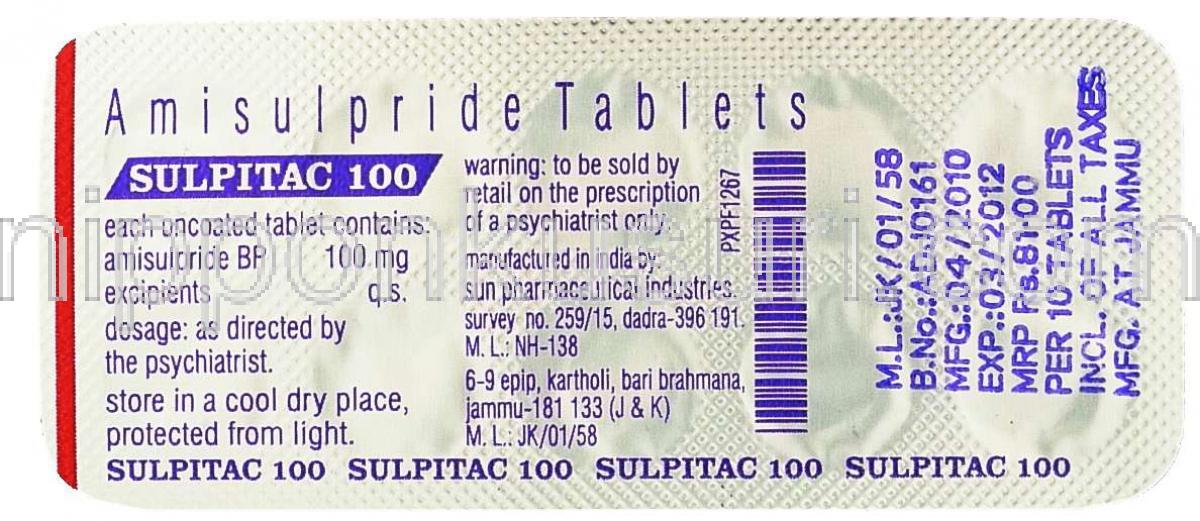 Amisulpride Tablets
SULPITAC 100
each uncoated tablet contains:
amisulpride BP 100 mg
excipients q.s.
dosage: as directed by
the psychiatrist.
store in a cool dry place,
protected from light.
warning: to be sold by
retail on the prescription
of a psychiatrist only.
manufactured in india by:
sun pharmaceutical industries.
survey no. 259/15, dadra-396 191.
M. L.: NH-138
6-9 epip, kartholi, bari brahmana,
jammu-181 133 (J & K)
M. L.: JK/01/58
PXPF1267
M.L.:JK/01/58
MFG.:04/2010
EXP.:03/2012
MRP Rs.81·00
PER 10 TABLETS
INCL. OF ALL TAXES
MFG. AT JAMMU
SULPITAC 100 SULPITAC 100 SULPITAC 100 SULPITAC 100